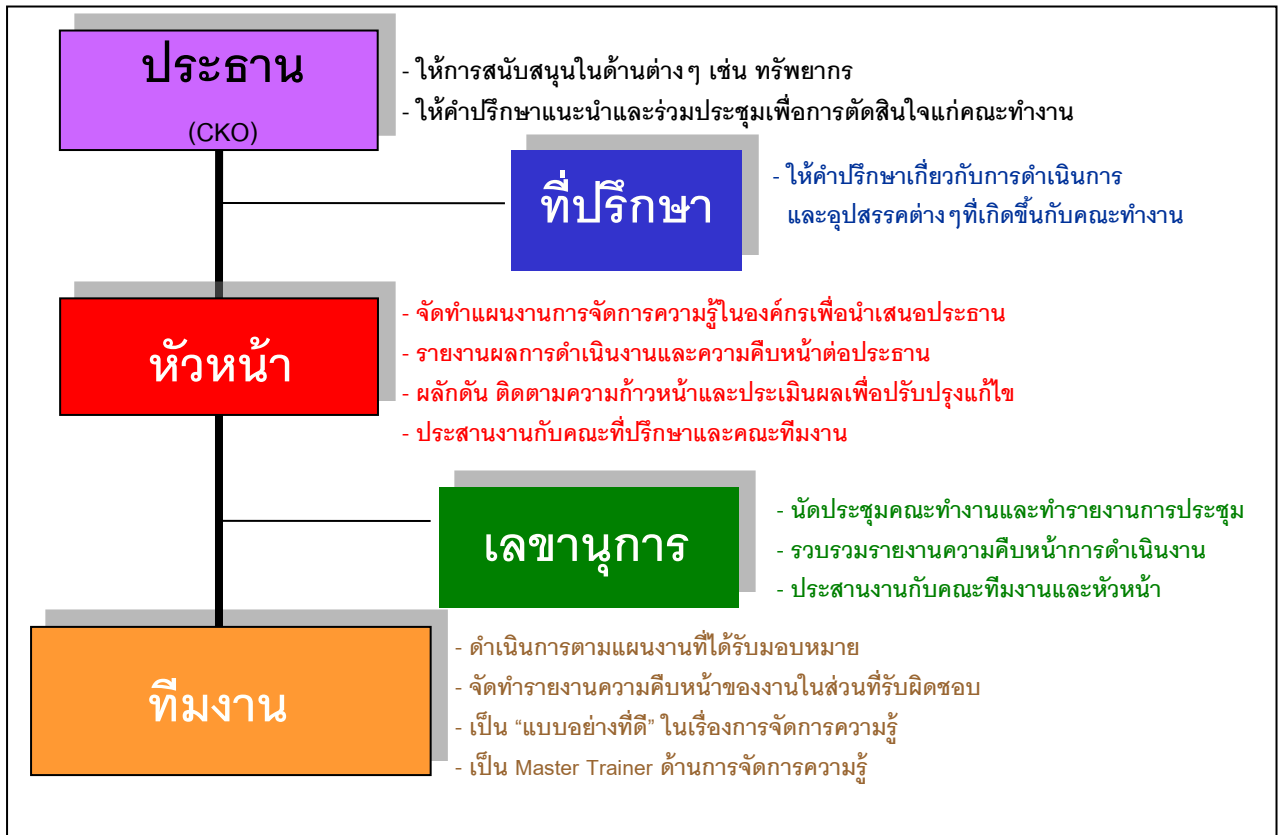 ประธาน
(CKO)
- ให้การสนับสนุนในด้านต่างๆ เช่น ทรัพยากร
- ให้คำปรึกษาแนะนำและร่วมประชุมเพื่อการตัดสินใจแก่คณะทำงาน
ที่ปรึกษา
- ให้คำปรึกษาเกี่ยวกับการดำเนินการ
และอุปสรรคต่างๆที่เกิดขึ้นกับคณะทำงาน
หัวหน้า
- จัดทำแผนงานการจัดการความรู้ในองค์กรเพื่อนำเสนอประธาน
- รายงานผลการดำเนินงานและความคืบหน้าต่อประธาน
- ผลักดัน ติดตามความก้าวหน้าและประเมินผลเพื่อปรับปรุงแก้ไข
- ประสานงานกับคณะที่ปรึกษาและคณะทีมงาน
เลขานุการ
- นัดประชุมคณะทำงานและทำรายงานการประชุม
- รวบรวมรายงานความคืบหน้าการดำเนินงาน
- ประสานงานกับคณะทีมงานและหัวหน้า
ทีมงาน
- ดำเนินการตามแผนงานที่ได้รับมอบหมาย
- จัดทำรายงานความคืบหน้าของงานในส่วนที่รับผิดชอบ
- เป็น “แบบอย่างที่ดี” ในเรื่องการจัดการความรู้
- เป็น Master Trainer ด้านการจัดการความรู้